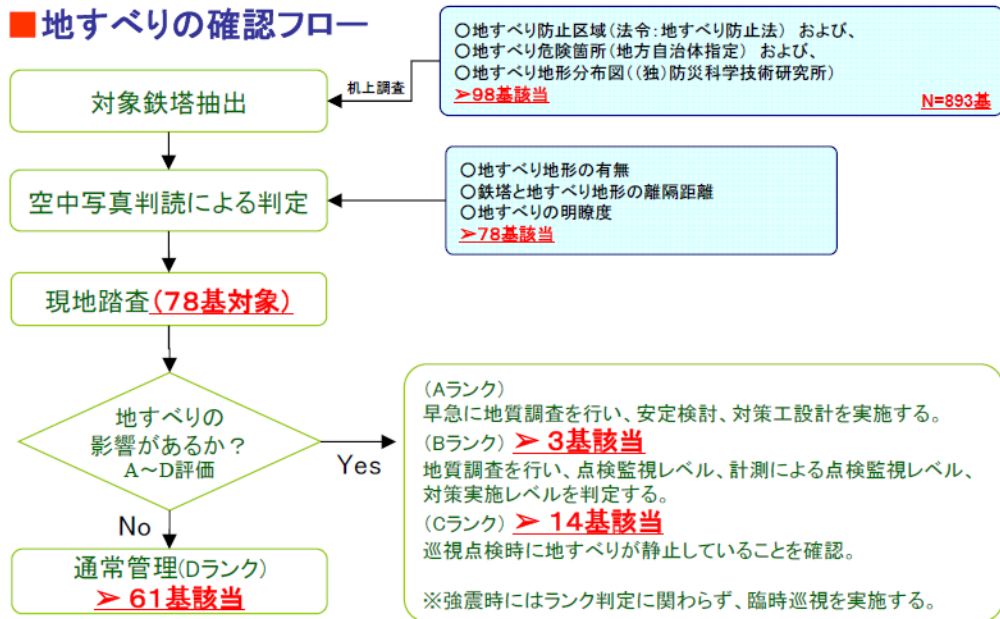 ■地すべりの確認フロー
○地すべり防止区域(法令:地すべり防止法) および、
○地すべり危険箇所(地方自治体指定) および、
○地すべり地形分布図((独)防災科学技術研究所)
➢98基該当
N=893基
机上調査
対象鉄塔抽出
○地すべり地形の有無
○鉄塔と地すべり地形の離隔距離
○地すべりの明瞭度
➢78基該当
空中写真判読による判定
現地踏査(78基対象)
地すべりの
影響があるか?
A~D評価
Yes
No
通常管理(Dランク)
➢ 61基該当
(Aランク)
早急に地質調査を行い、安定検討、対策工設計を実施する。
(Bランク) ➢ 3基該当
地質調査を行い、点検監視レベル、計測による点検監視レベル、
対策実施レベルを判定する。
(Cランク) ➢ 14基該当
巡視点検時に地すべりが静止していることを確認。
※強震時にはランク判定に関わらず、臨時巡視を実施する。